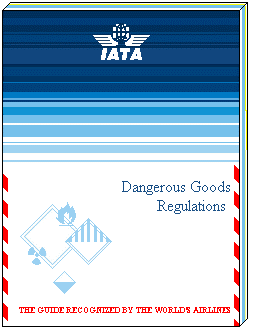 IATA
Dangerous Goods
Regulations
THE GUIDE RECOGNIZED BY THE WORLD'S AIRLINES